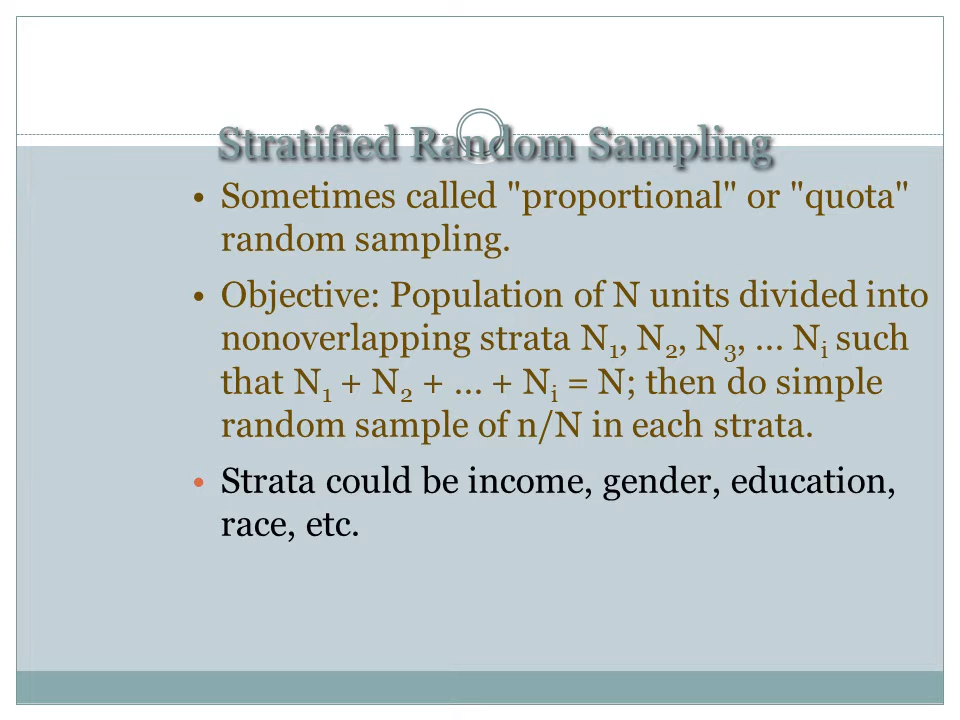 Stratified Random Sampling
• Sometimes called "proportional" or "quota"
random sampling.
• Objective: Population of N units divided into
nonoverlapping strata N₁, N₂, N₃, ... Nᵢ such
that N₁ + N₂ + ... + Nᵢ = N; then do simple
random sample of n/N in each strata.
• Strata could be income, gender, education,
race, etc.